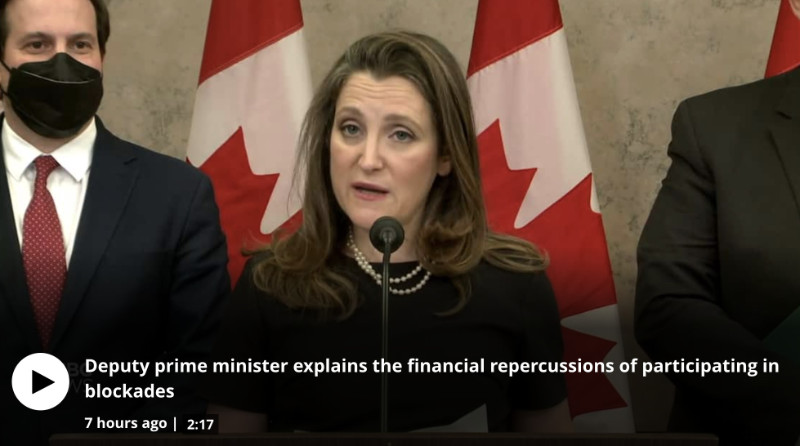 Deputy prime minister explains the financial repercussions of participating in
blockades
7 hours ago | 2:17